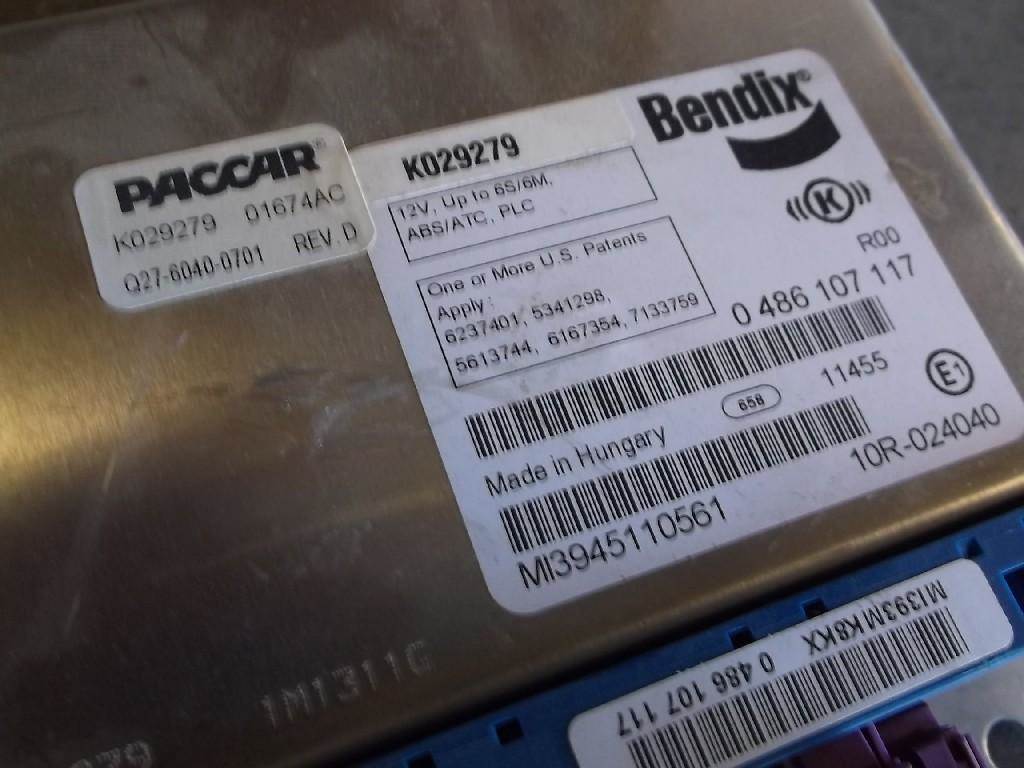 PACCAR®
K029279 01674AC
Q27-6040-0701 REV. D
K029279
Bendix®
12V, Up to 6S/6M,
ABS/ATC, PLC
K
One or More U.S. Patents
Apply:
6237401, 5341298,
5613744, 6167354, 7133759
R00
0 486 107 117
11455
658
E1
Made in Hungary
10R-024040
MI3945110561
1M1311G
MI393MK8KX
0 486 107 117